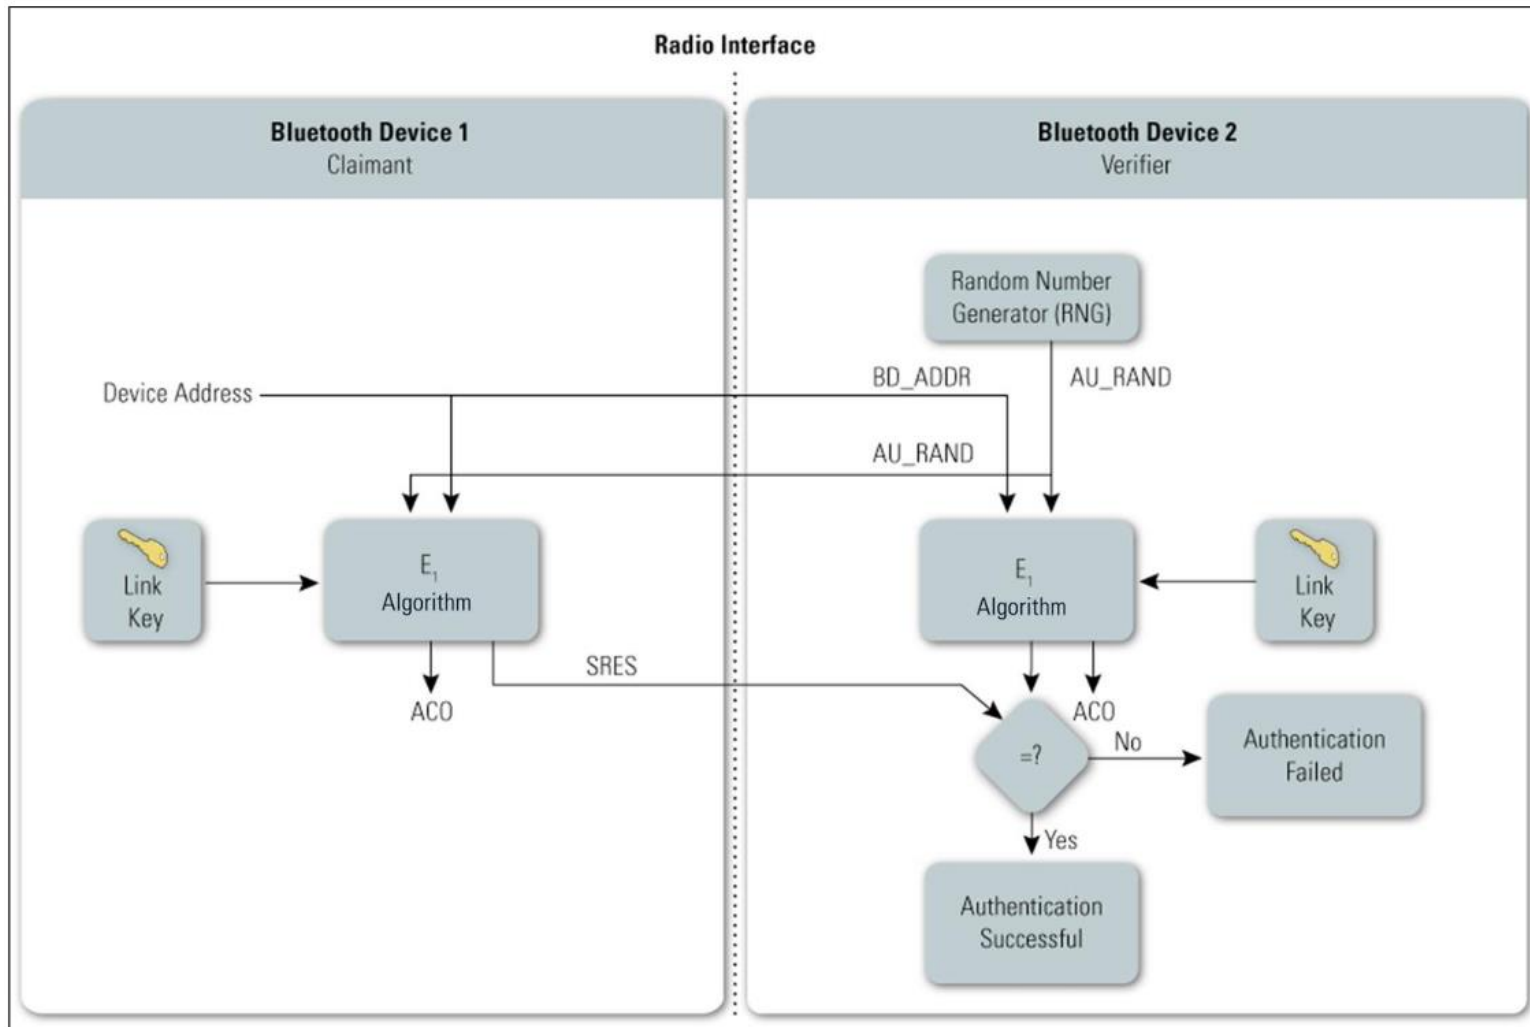 Radio Interface
Bluetooth Device 1
Claimant
Bluetooth Device 2
Verifier
Random Number
Generator (RNG)
Device Address
BD_ADDR
AU_RAND
AU_RAND
Link
Key
E₁
Algorithm
E₁
Algorithm
Link
Key
SRES
ACO
ACO
=?
No
Authentication
Failed
Yes
Authentication
Successful